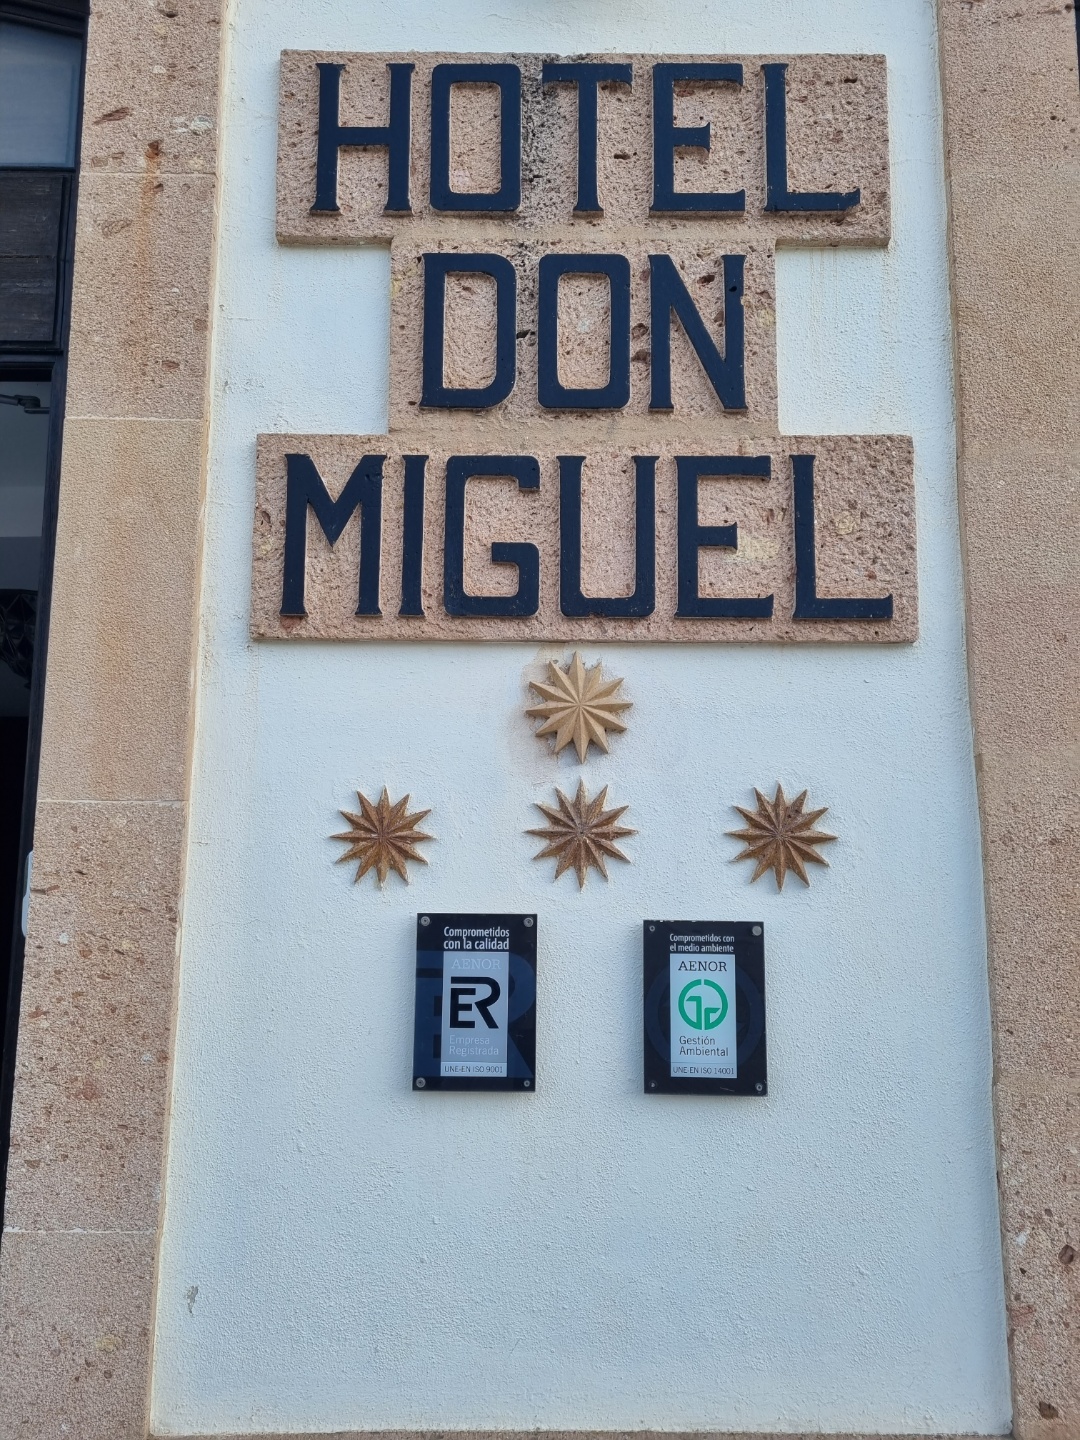 HOTEL
DON
MIGUEL
Comprometidos
con la calidad
AENOR
ER
Empresa
Registrada
UNE-EN ISO 9001
Comprometidos con
el medio ambiente
AENOR
Gestión
Ambiental
UNE-EN ISO 14001